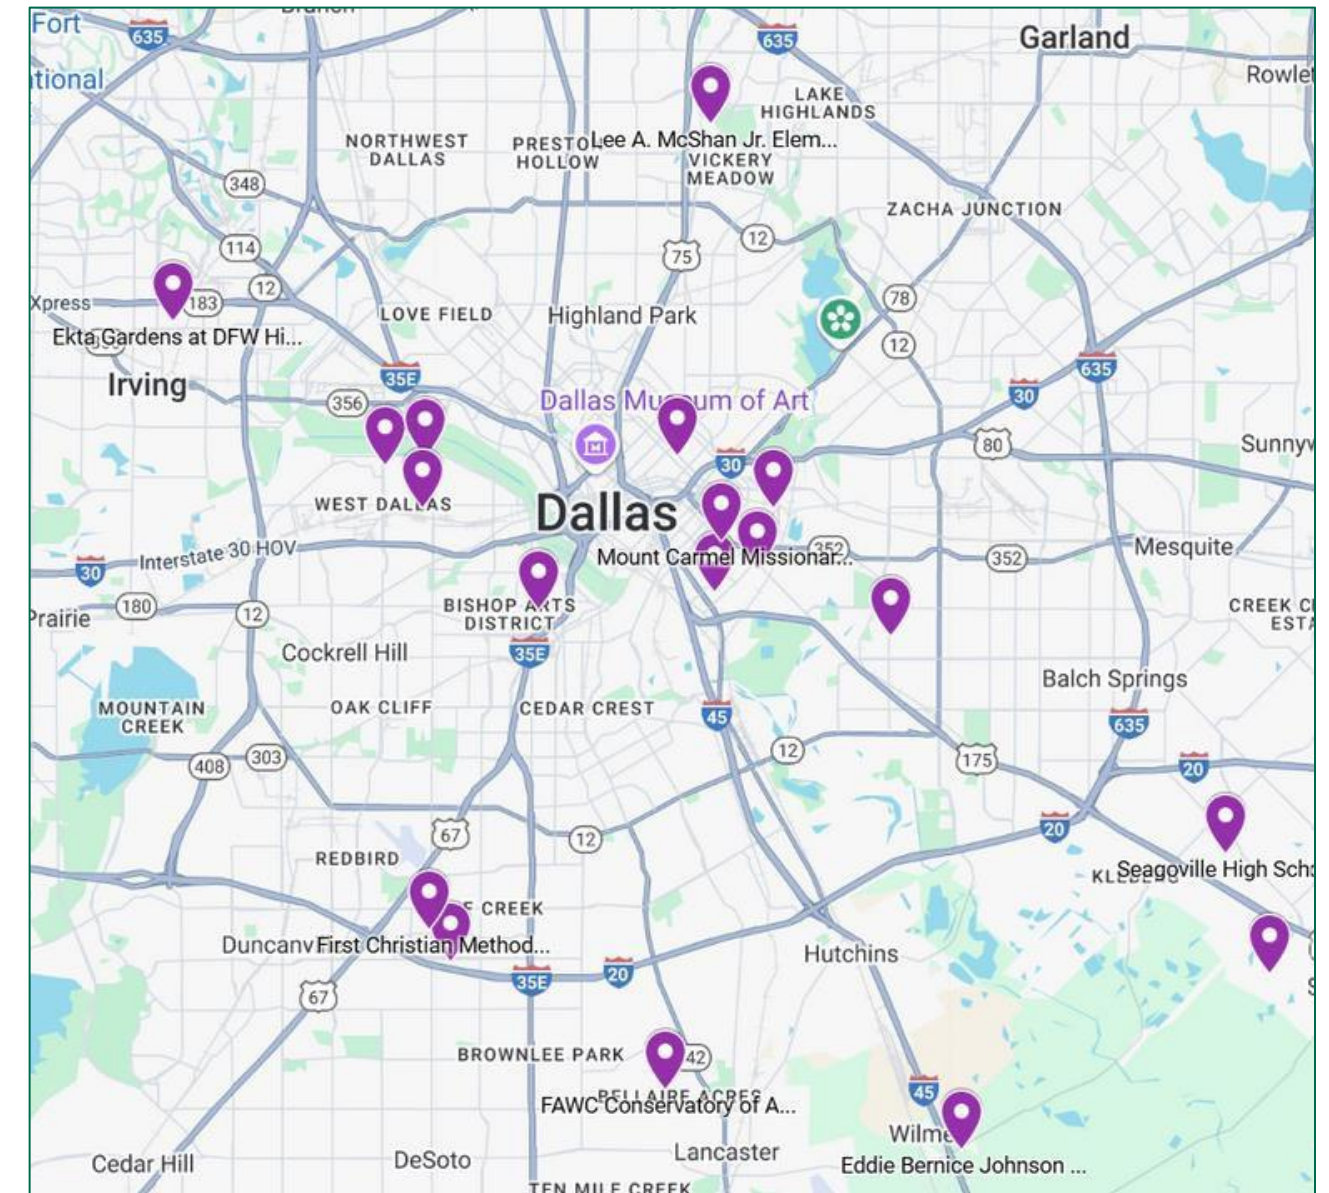 Fort
635
635
Garland
tional
Rowlet
LAKE
HIGHLANDS
NORTHWEST
DALLAS
PRESTO
HOLLOW
Lee A. McShan Jr. Elem...
VICKERY
MEADOW
348
ZACHA JUNCTION
114
12
75
12
Xpress
183
78
LOVE FIELD
Highland Park
Ekta Gardens at DFW Hi...
12
Irving
35E
635
356
30
Dallas Museum of Art
80
Sunnyv
30
WEST DALLAS
Dallas
Interstate 30 HOV
Mount Carmel Missionar...
352
352
Mesquite
30
180
Prairie
12
BISHOP ARTS
DISTRICT
CREEK C
ESTA
Cockrell Hill
35E
Balch Springs
MOUNTAIN
CREEK
OAK CLIFF
CEDAR CREST
45
635
408
303
12
175
20
67
12
20
REDBIRD
Seagoville High Sch
CREEK
Duncanv
First Christian Method...
Hutchins
35E
20
67
BROWNLEE PARK
42
BELLAIRE ACRES
FAWC Conservatory of A...
45
Wilme
Lancaster
Cedar Hill
DeSoto
Eddie Bernice Johnson ...
TEN MILE CREEK